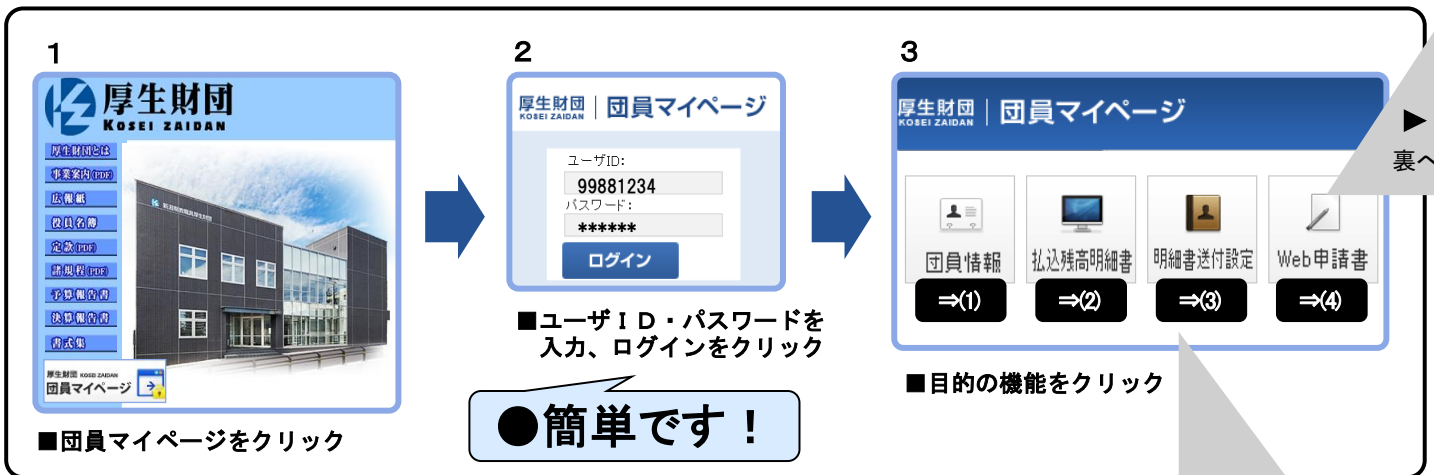 1
厚生財団
KOSEI ZAIDAN
厚生財団とは
事業案内(PDF)
広報紙
役員名簿
定款(PDF)
諸規程(PDF)
予算報告書
決算報告書
書式集
厚生財団 KOSEI ZAIDAN
団員マイページ
■団員マイページをクリック
2
厚生財団
KOSEI ZAIDAN
団員マイページ
ユーザID:
99881234
パスワード:
******
ログイン
■ユーザＩＤ・パスワードを
入力、ログインをクリック
●簡単です！
3
厚生財団
KOSEI ZAIDAN
団員マイページ
団員情報
払込残高明細書
明細書送付設定
Web申請書
⇒(1)
⇒(2)
⇒(3)
⇒(4)
■目的の機能をクリック
▶
裏へ